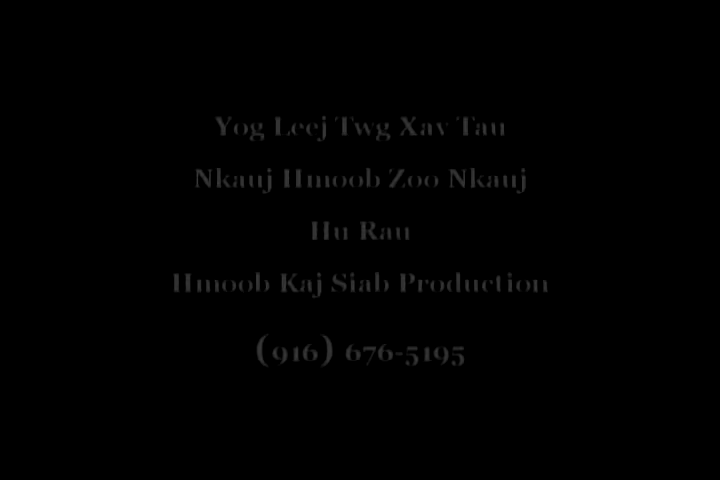 Yog Leej Twg Xav Tau
Nkauj Hmoob Zoo Nkauj
Hu Rau
Hmoob Kaj Siab Production
(916) 676-5195